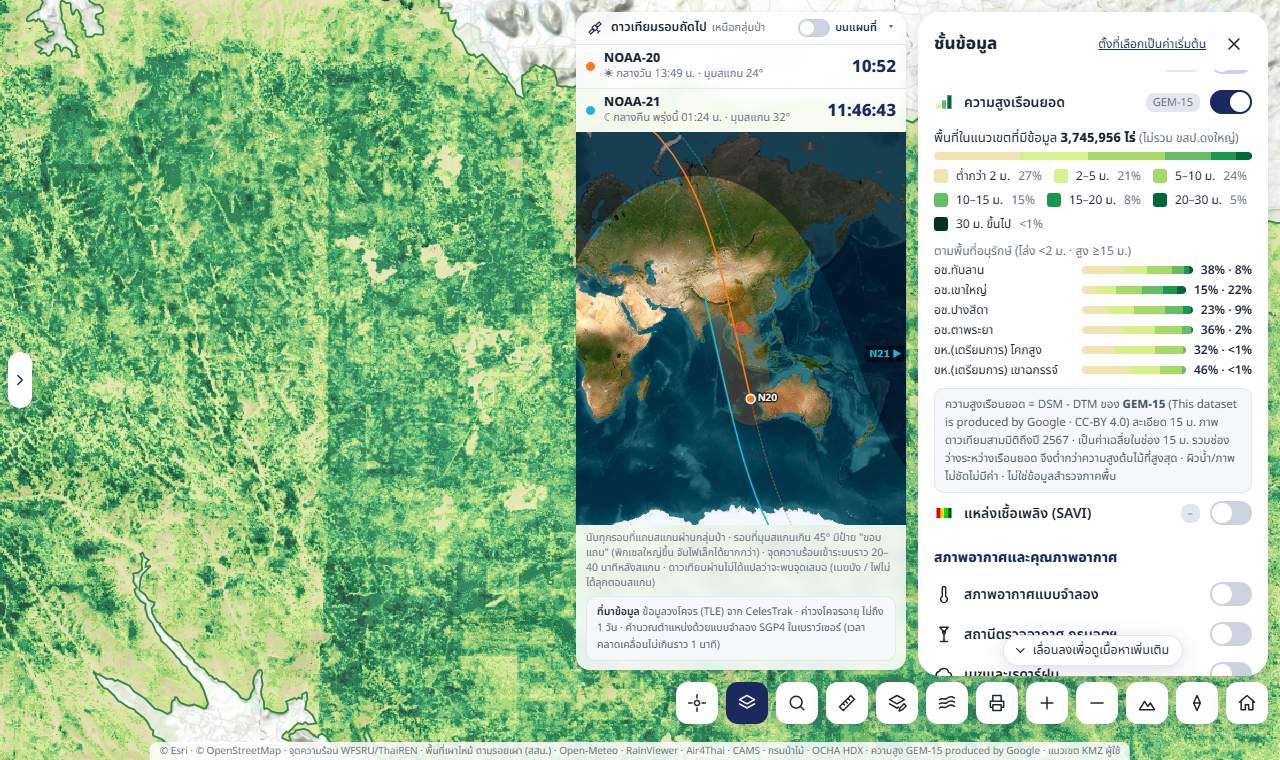 ดาวเทียมรอบถัดไป เหนือกลุ่มป่า บนแผนที่
NOAA-20
☀ กลางวัน 13:49 น. · มุมสแกน 24°
10:52
NOAA-21
☾ กลางคืน พรุ่งนี้ 01:24 น. · มุมสแกน 32°
11:46:43
N21 ▶
N20
นับทุกรอบที่แถบสแกนผ่านกลุ่มป่า · รอบที่มุมสแกนเกิน 45° มีป้าย "ขอบ
แถบ" (พิกเซลใหญ่ขึ้น จับไฟเล็กได้ยากกว่า) · จุดความร้อนเข้าระบบราว 20–
40 นาทีหลังสแกน · ดาวเทียมผ่านไม่ได้แปลว่าจะพบจุดเสมอ (เมฆบัง / ไฟไม่
ได้ลุกตอนสแกน)
ที่มาข้อมูล ข้อมูลวงโคจร (TLE) จาก CelesTrak · ค่าวงโคจรอายุ ไม่ถึง
1 วัน · คำนวณตำแหน่งด้วยแบบจำลอง SGP4 ในเบราว์เซอร์ (เวลา
คลาดเคลื่อนไม่เกินราว 1 นาที)
ชั้นข้อมูล
ตั้งที่เลือกเป็นค่าเริ่มต้น
ความสูงเรือนยอด GEM-15
พื้นที่ในแนวเขตที่มีข้อมูล 3,745,956 ไร่ (ไม่รวม ขสป.ดงใหญ่)
ต่ำกว่า 2 ม. 27% 2–5 ม. 21% 5–10 ม. 24%
10–15 ม. 15% 15–20 ม. 8% 20–30 ม. 5%
30 ม. ขึ้นไป <1%
ตามพื้นที่อนุรักษ์ (โล่ง <2 ม. · สูง ≥15 ม.)
อช.ทับลาน 38% · 8%
อช.เขาใหญ่ 15% · 22%
อช.ปางสีดา 23% · 9%
อช.ตาพระยา 36% · 2%
ขห.(เตรียมการ) โคกสูง 32% · <1%
ขห.(เตรียมการ) เขาฉกรรจ์ 46% · <1%
ความสูงเรือนยอด = DSM - DTM ของ GEM-15 (This dataset
is produced by Google · CC-BY 4.0) ละเอียด 15 ม. ภาพ
ดาวเทียมสามมิติถึงปี 2567 · เป็นค่าเฉลี่ยในช่อง 15 ม. รวมช่อง
ว่างระหว่างเรือนยอด จึงต่ำกว่าความสูงต้นไม้ที่สูงสุด · ผิวน้ำ/ภาพ
ไม่ชัดไม่มีค่า · ไม่ใช่ข้อมูลสำรวจภาคพื้น
แหล่งเชื้อเพลิง (SAVI) –
สภาพอากาศและคุณภาพอากาศ
สภาพอากาศแบบจำลอง
สถานีตรวจอากาศ กรมอุตุฯ
เลื่อนลงเพื่อดูเนื้อหาเพิ่มเติม
เมฆและเรดาร์ฝน
© Esri · © OpenStreetMap · จุดความร้อน WFSRU/ThaiREN · พื้นที่เผาไหม้ ตามรอยเผา (สสน.) · Open-Meteo · RainViewer · Air4Thai · CAMS · กรมป่าไม้ · OCHA HDX · ความสูง GEM-15 produced by Google · แนวเขต KMZ ผู้ใช้